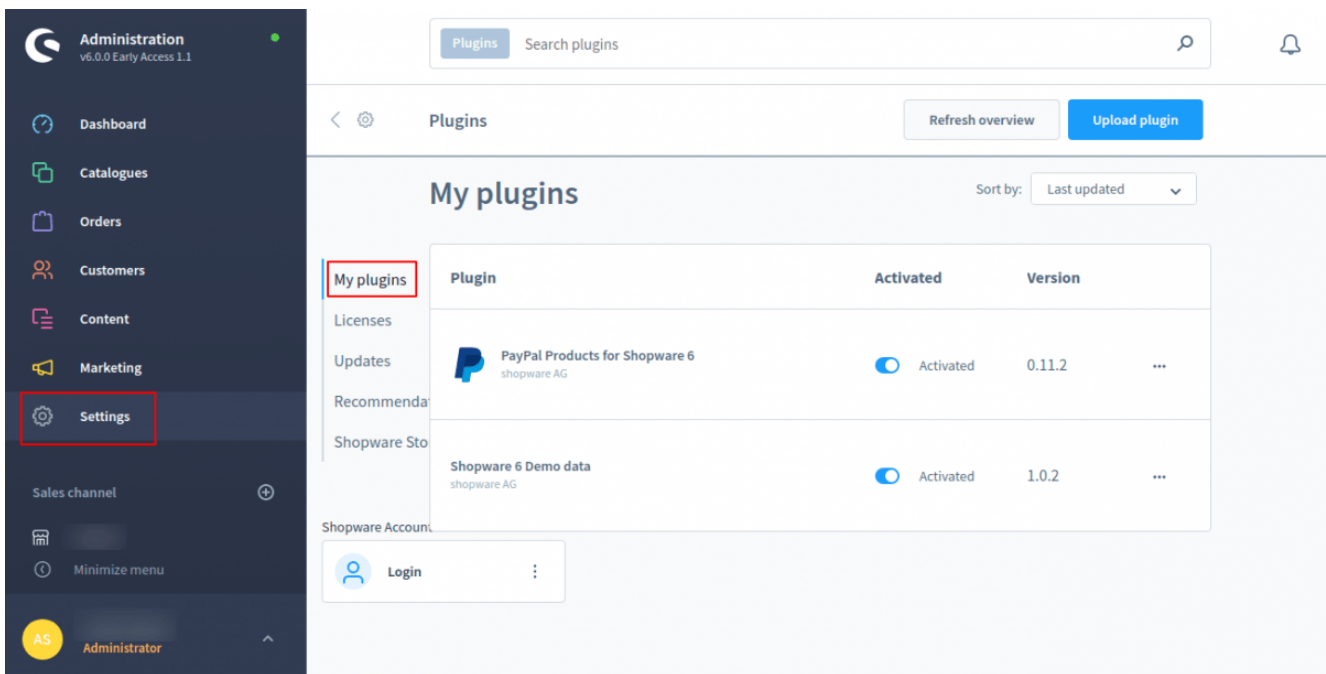 Administration
v6.0.0 Early Access 1.1
Dashboard
Catalogues
Orders
Customers
Content
Marketing
Settings
Sales channel
Minimize menu
AS
Administrator
Plugins Search plugins
Plugins
Refresh overview
Upload plugin
My plugins
Sort by: Last updated
My plugins
Licenses
Updates
Recommenda
Shopware Sto
Plugin Activated Version
PayPal Products for Shopware 6
shopware AG
Activated 0.11.2
Shopware 6 Demo data
shopware AG
Activated 1.0.2
Shopware Account
Login